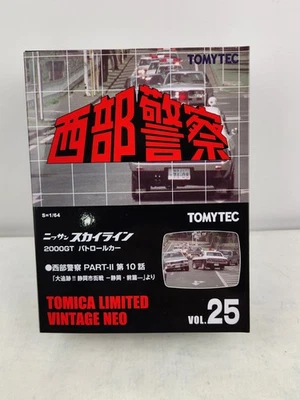 TOMYTEC
西部警察
S=1/64
TOMYTEC
ニッサン スカイライン
2000GT パトロールカー
●西部警察 PART-II 第10話
「大追跡!! 静岡市街戦 −静岡・前篇−」より
TOMICA LIMITED
VINTAGE NEO
VOL.25